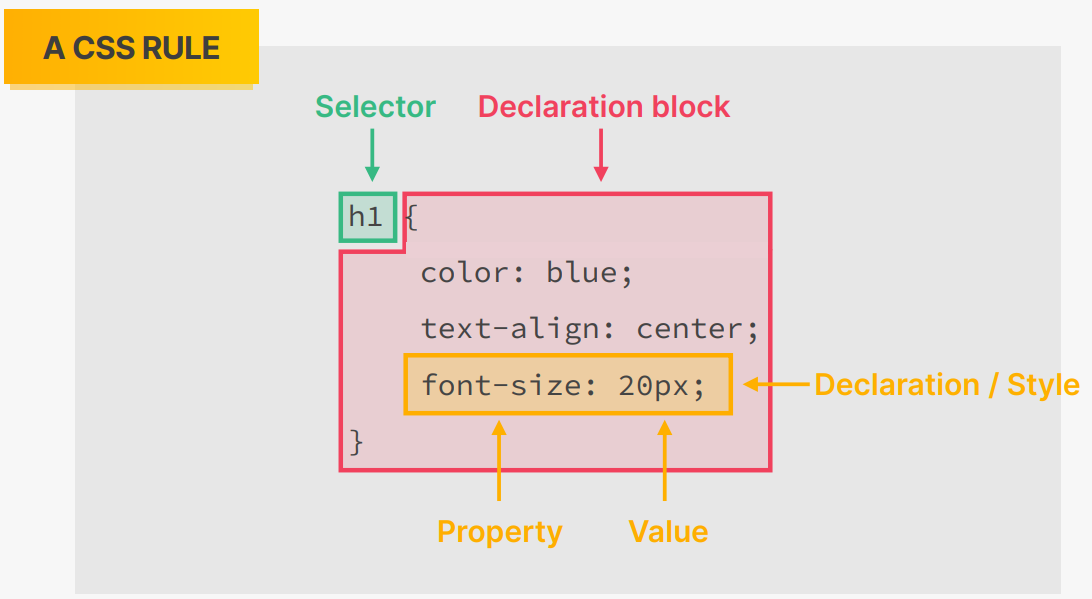 A CSS RULE
Selector
Declaration block
h1 {
color: blue;
text-align: center;
font-size: 20px;
Declaration / Style
}
Property
Value